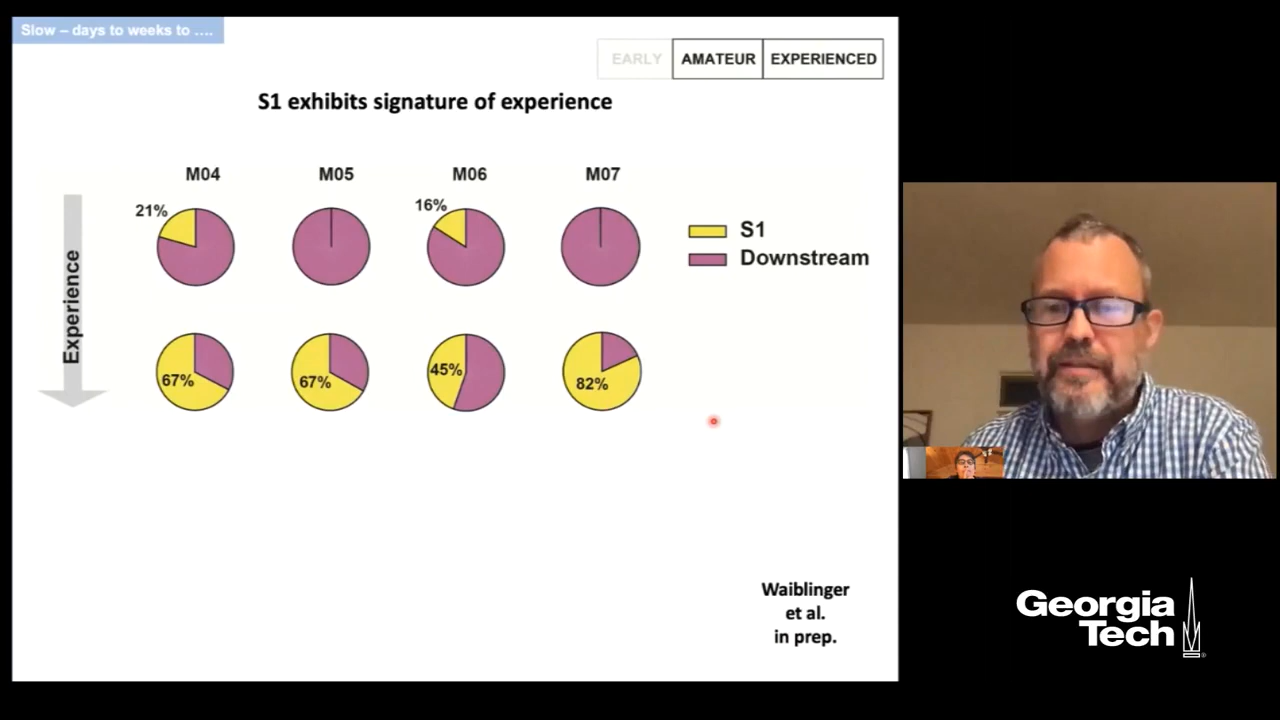 Slow – days to weeks to ….
EARLY AMATEUR EXPERIENCED
S1 exhibits signature of experience
M04 M05 M06 M07
21% 16%
S1
Downstream
Experience
67% 67% 45% 82%
Waiblinger
et al.
in prep.
Georgia
Tech